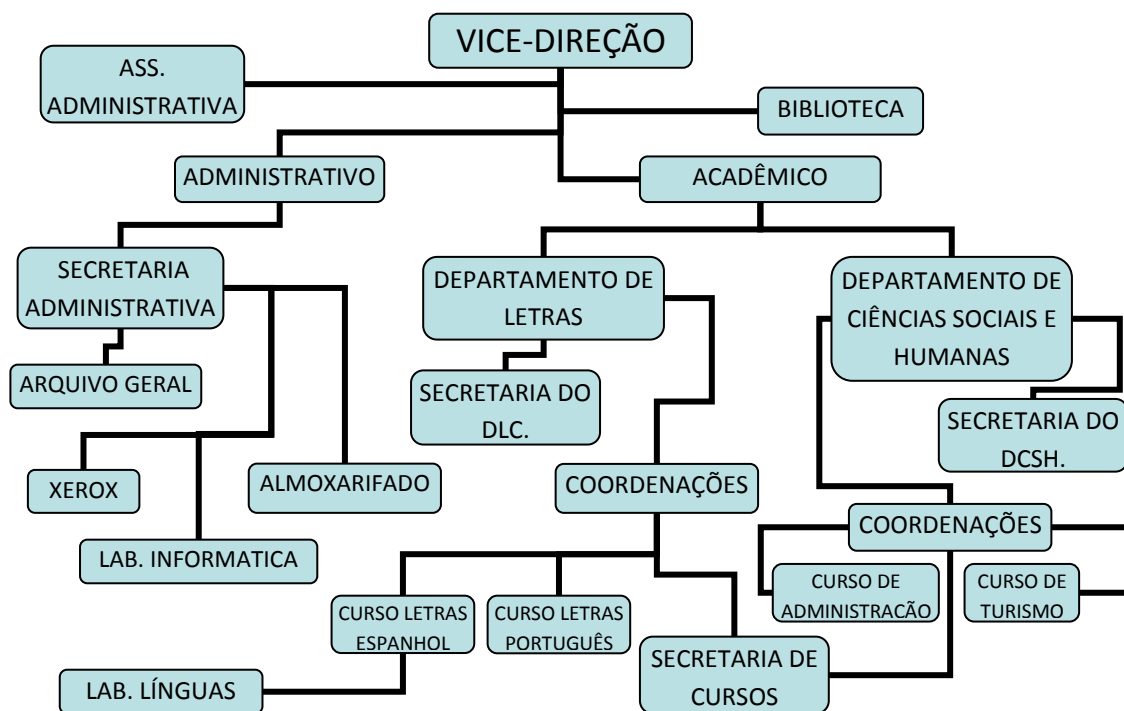 VICE-DIREÇÃO
ASS.
ADMINISTRATIVA
BIBLIOTECA
ADMINISTRATIVO
ACADÊMICO
SECRETARIA
ADMINISTRATIVA
DEPARTAMENTO DE
LETRAS
DEPARTAMENTO DE
CIÊNCIAS SOCIAIS E
HUMANAS
ARQUIVO GERAL
SECRETARIA DO
DLC.
SECRETARIA DO
DCSH.
XEROX
ALMOXARIFADO
COORDENAÇÕES
COORDENAÇÕES
LAB. INFORMATICA
CURSO LETRAS
ESPANHOL
CURSO LETRAS
PORTUGUÊS
CURSO DE
ADMINISTRACÃO
CURSO DE
TURISMO
SECRETARIA DE
CURSOS
LAB. LÍNGUAS